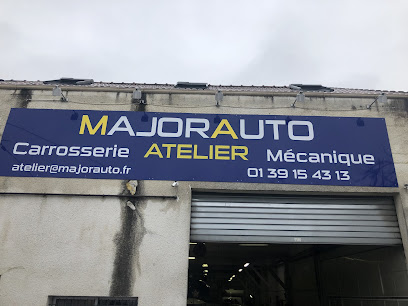 MAJORAUTO
Carrosserie ATELIER Mécanique
atelier@majorauto.fr 01 39 15 43 13